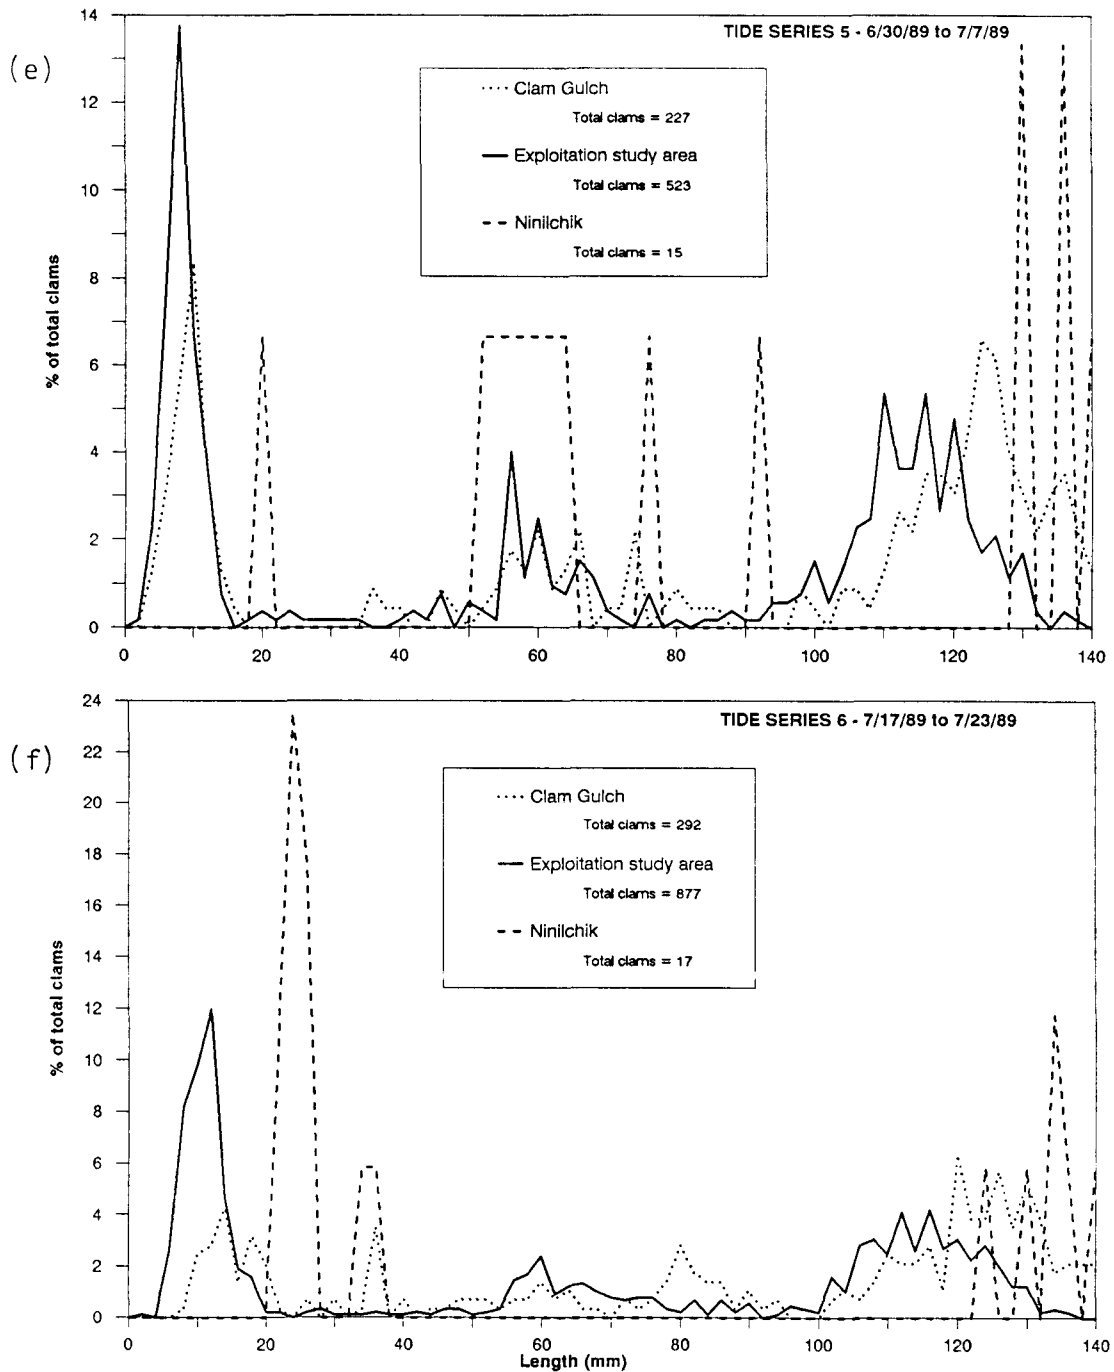 (e)
TIDE SERIES 5 - 6/30/89 to 7/7/89
Clam Gulch
Total clams = 227
Exploitation study area
Total clams = 523
Ninilchik
Total clams = 15
% of total clams
14
12
10
8
6
4
2
0
0 20 40 60 80 100 120 140
(f)
TIDE SERIES 6 - 7/17/89 to 7/23/89
Clam Gulch
Total clams = 292
Exploitation study area
Total clams = 877
Ninilchik
Total clams = 17
% of total clams
24
22
20
18
16
14
12
10
8
6
4
2
0
0 20 40 60 80 100 120 140
Length (mm)